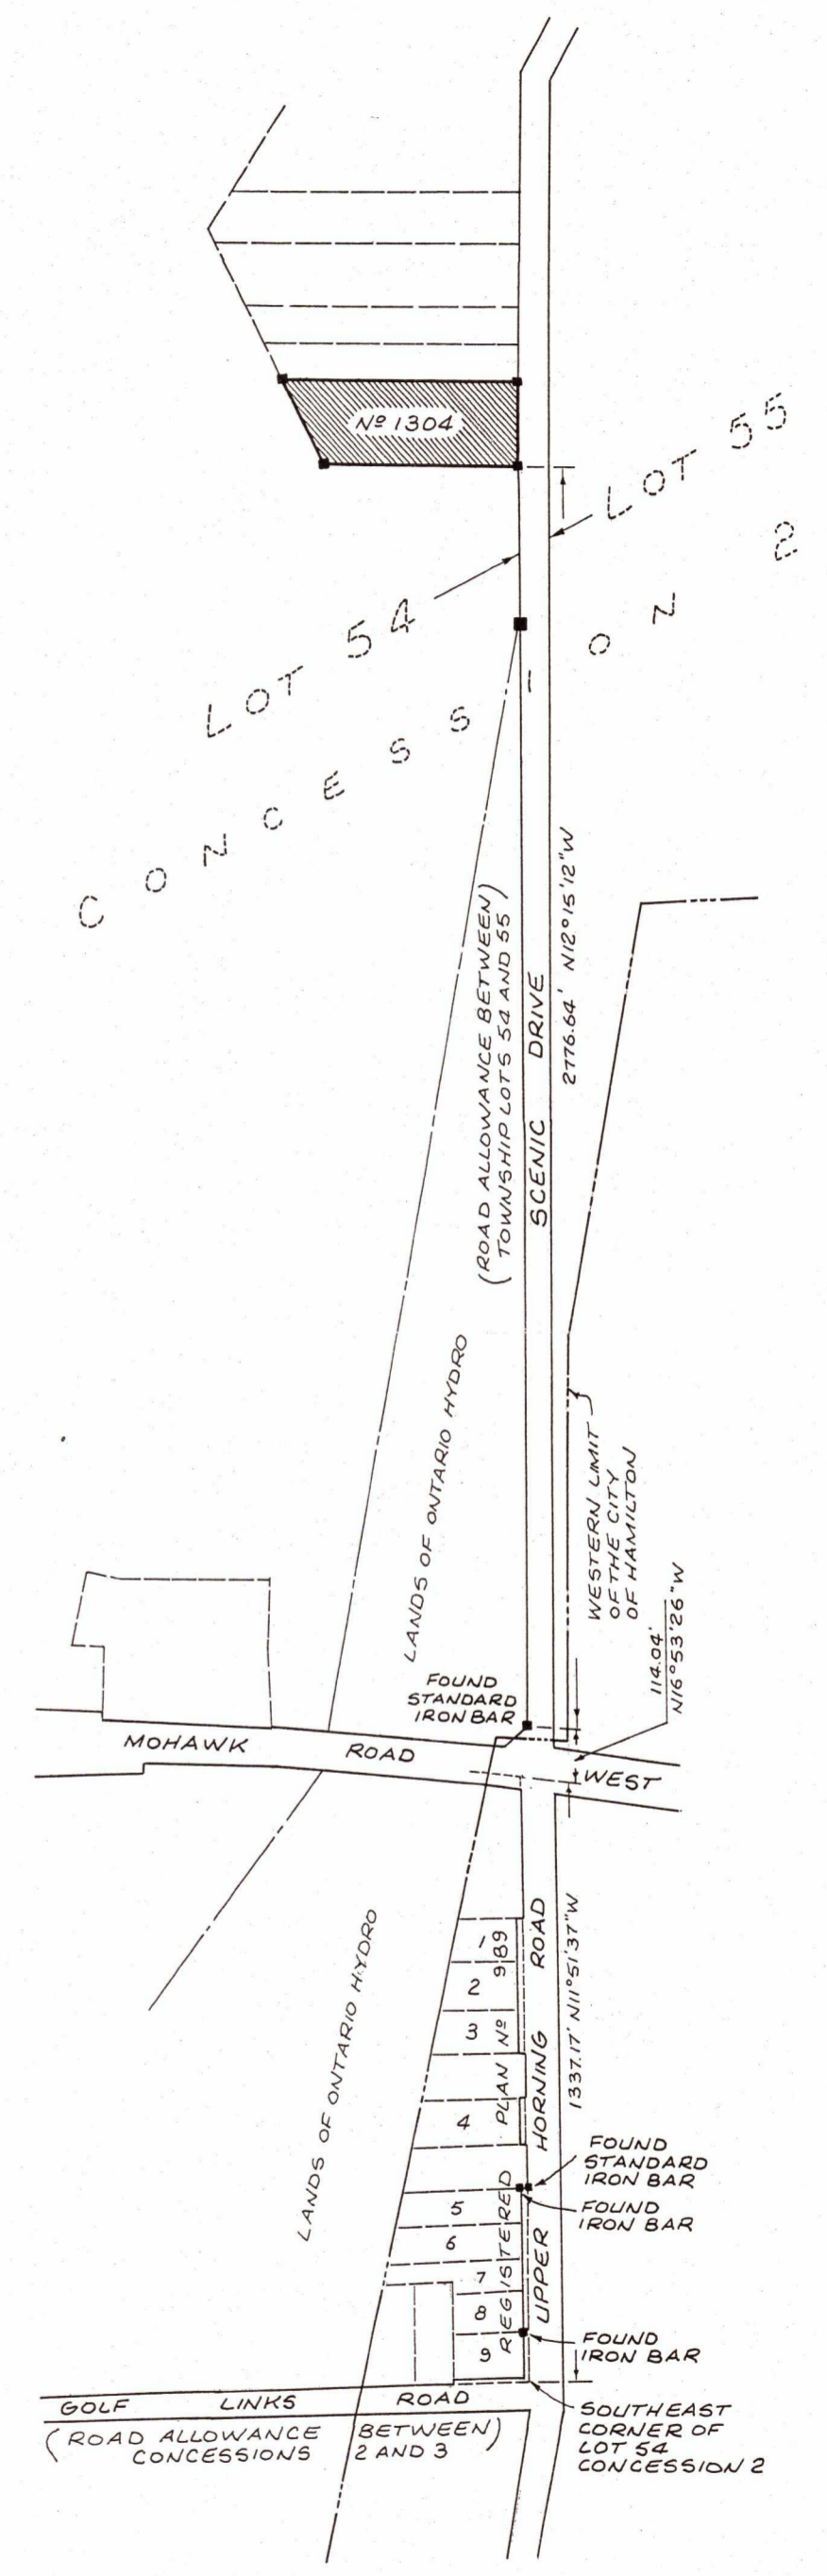 Nº 1304
LOT 55
LOT 54
CONCESSION 2
2776.64' N12°15'12"W
(ROAD ALLOWANCE BETWEEN)
(TOWNSHIP LOTS 54 AND 55)
SCENIC DRIVE
LANDS OF ONTARIO HYDRO
WESTERN LIMIT
OF THE CITY
OF HAMILTON
114.04'
N16°53'26"W
FOUND
STANDARD
IRON BAR
MOHAWK ROAD WEST
LANDS OF ONTARIO HYDRO
1337.17' N11°51'37"W
UPPER HORNING ROAD
REGISTERED PLAN Nº 989
1
2
3
4
5
6
7
8
9
FOUND
STANDARD
IRON BAR
FOUND
IRON BAR
FOUND
IRON BAR
GOLF LINKS ROAD
(ROAD ALLOWANCE BETWEEN)
CONCESSIONS 2 AND 3
SOUTHEAST
CORNER OF
LOT 54
CONCESSION 2